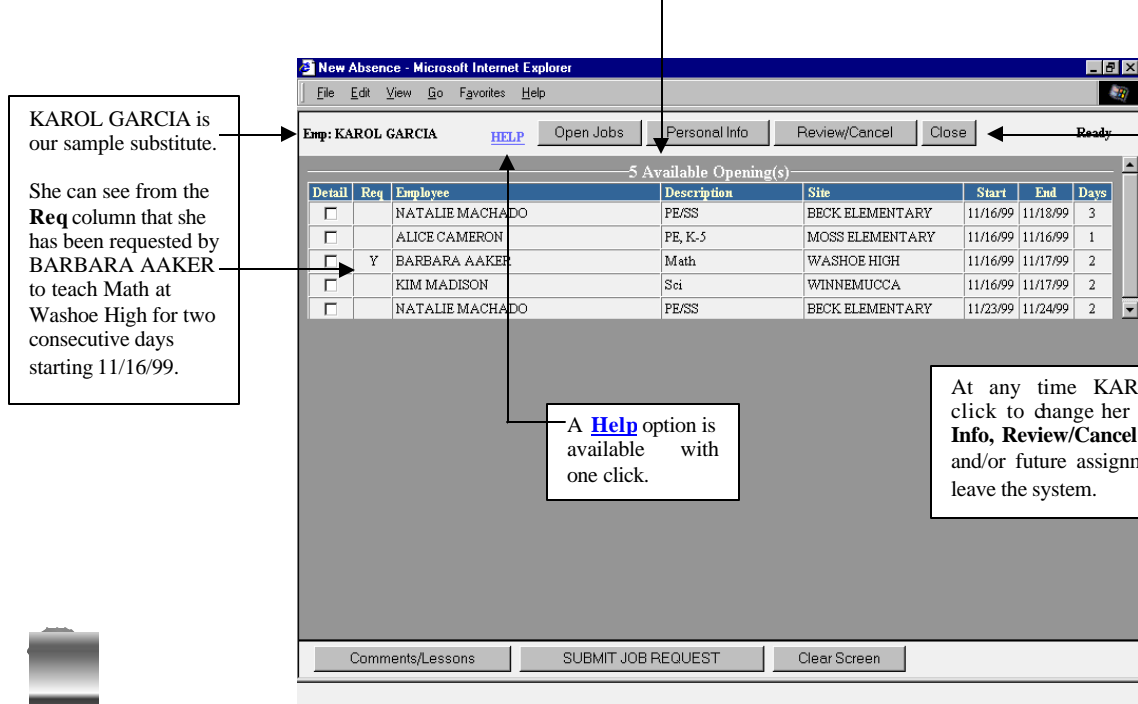 New Absence - Microsoft Internet Explorer
File Edit View Go Favorites Help
KAROL GARCIA is
our sample substitute.
She can see from the
Req column that she
has been requested by
BARBARA AAKER
to teach Math at
Washoe High for two
consecutive days
starting 11/16/99.
Emp: KAROL GARCIA HELP Open Jobs Personal Info Review/Cancel Close Ready
5 Available Opening(s)
Detail Req Employee Description Site Start End Days
NATALIE MACHADO PE/SS BECK ELEMENTARY 11/16/99 11/18/99 3
ALICE CAMERON PE, K-5 MOSS ELEMENTARY 11/16/99 11/16/99 1
Y BARBARA AAKER Math WASHOE HIGH 11/16/99 11/17/99 2
KIM MADISON Sci WINNEMUCCA 11/16/99 11/17/99 2
NATALIE MACHADO PE/SS BECK ELEMENTARY 11/23/99 11/24/99 2
A Help option is
available with
one click.
At any time KAR
click to change her
Info, Review/Cancel
and/or future assignm
leave the system.
Comments/Lessons SUBMIT JOB REQUEST Clear Screen